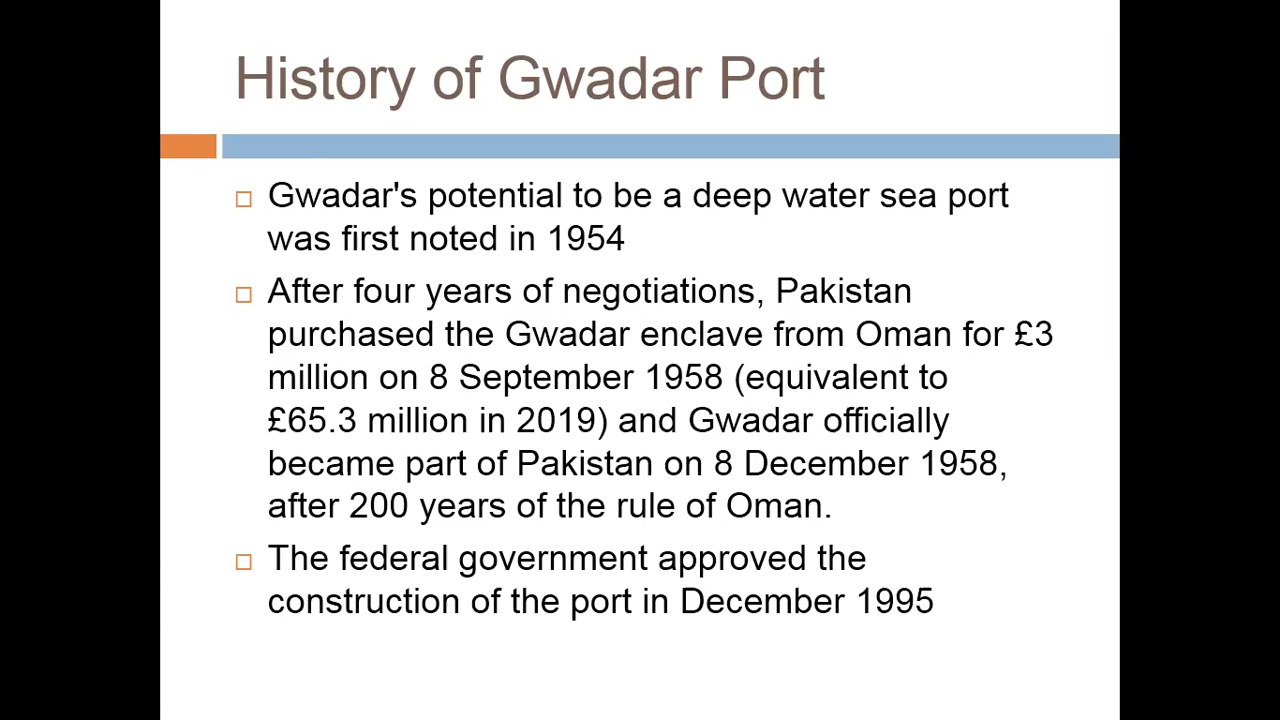 History of Gwadar Port
Gwadar's potential to be a deep water sea port
was first noted in 1954
After four years of negotiations, Pakistan
purchased the Gwadar enclave from Oman for £3
million on 8 September 1958 (equivalent to
£65.3 million in 2019) and Gwadar officially
became part of Pakistan on 8 December 1958,
after 200 years of the rule of Oman.
The federal government approved the
construction of the port in December 1995